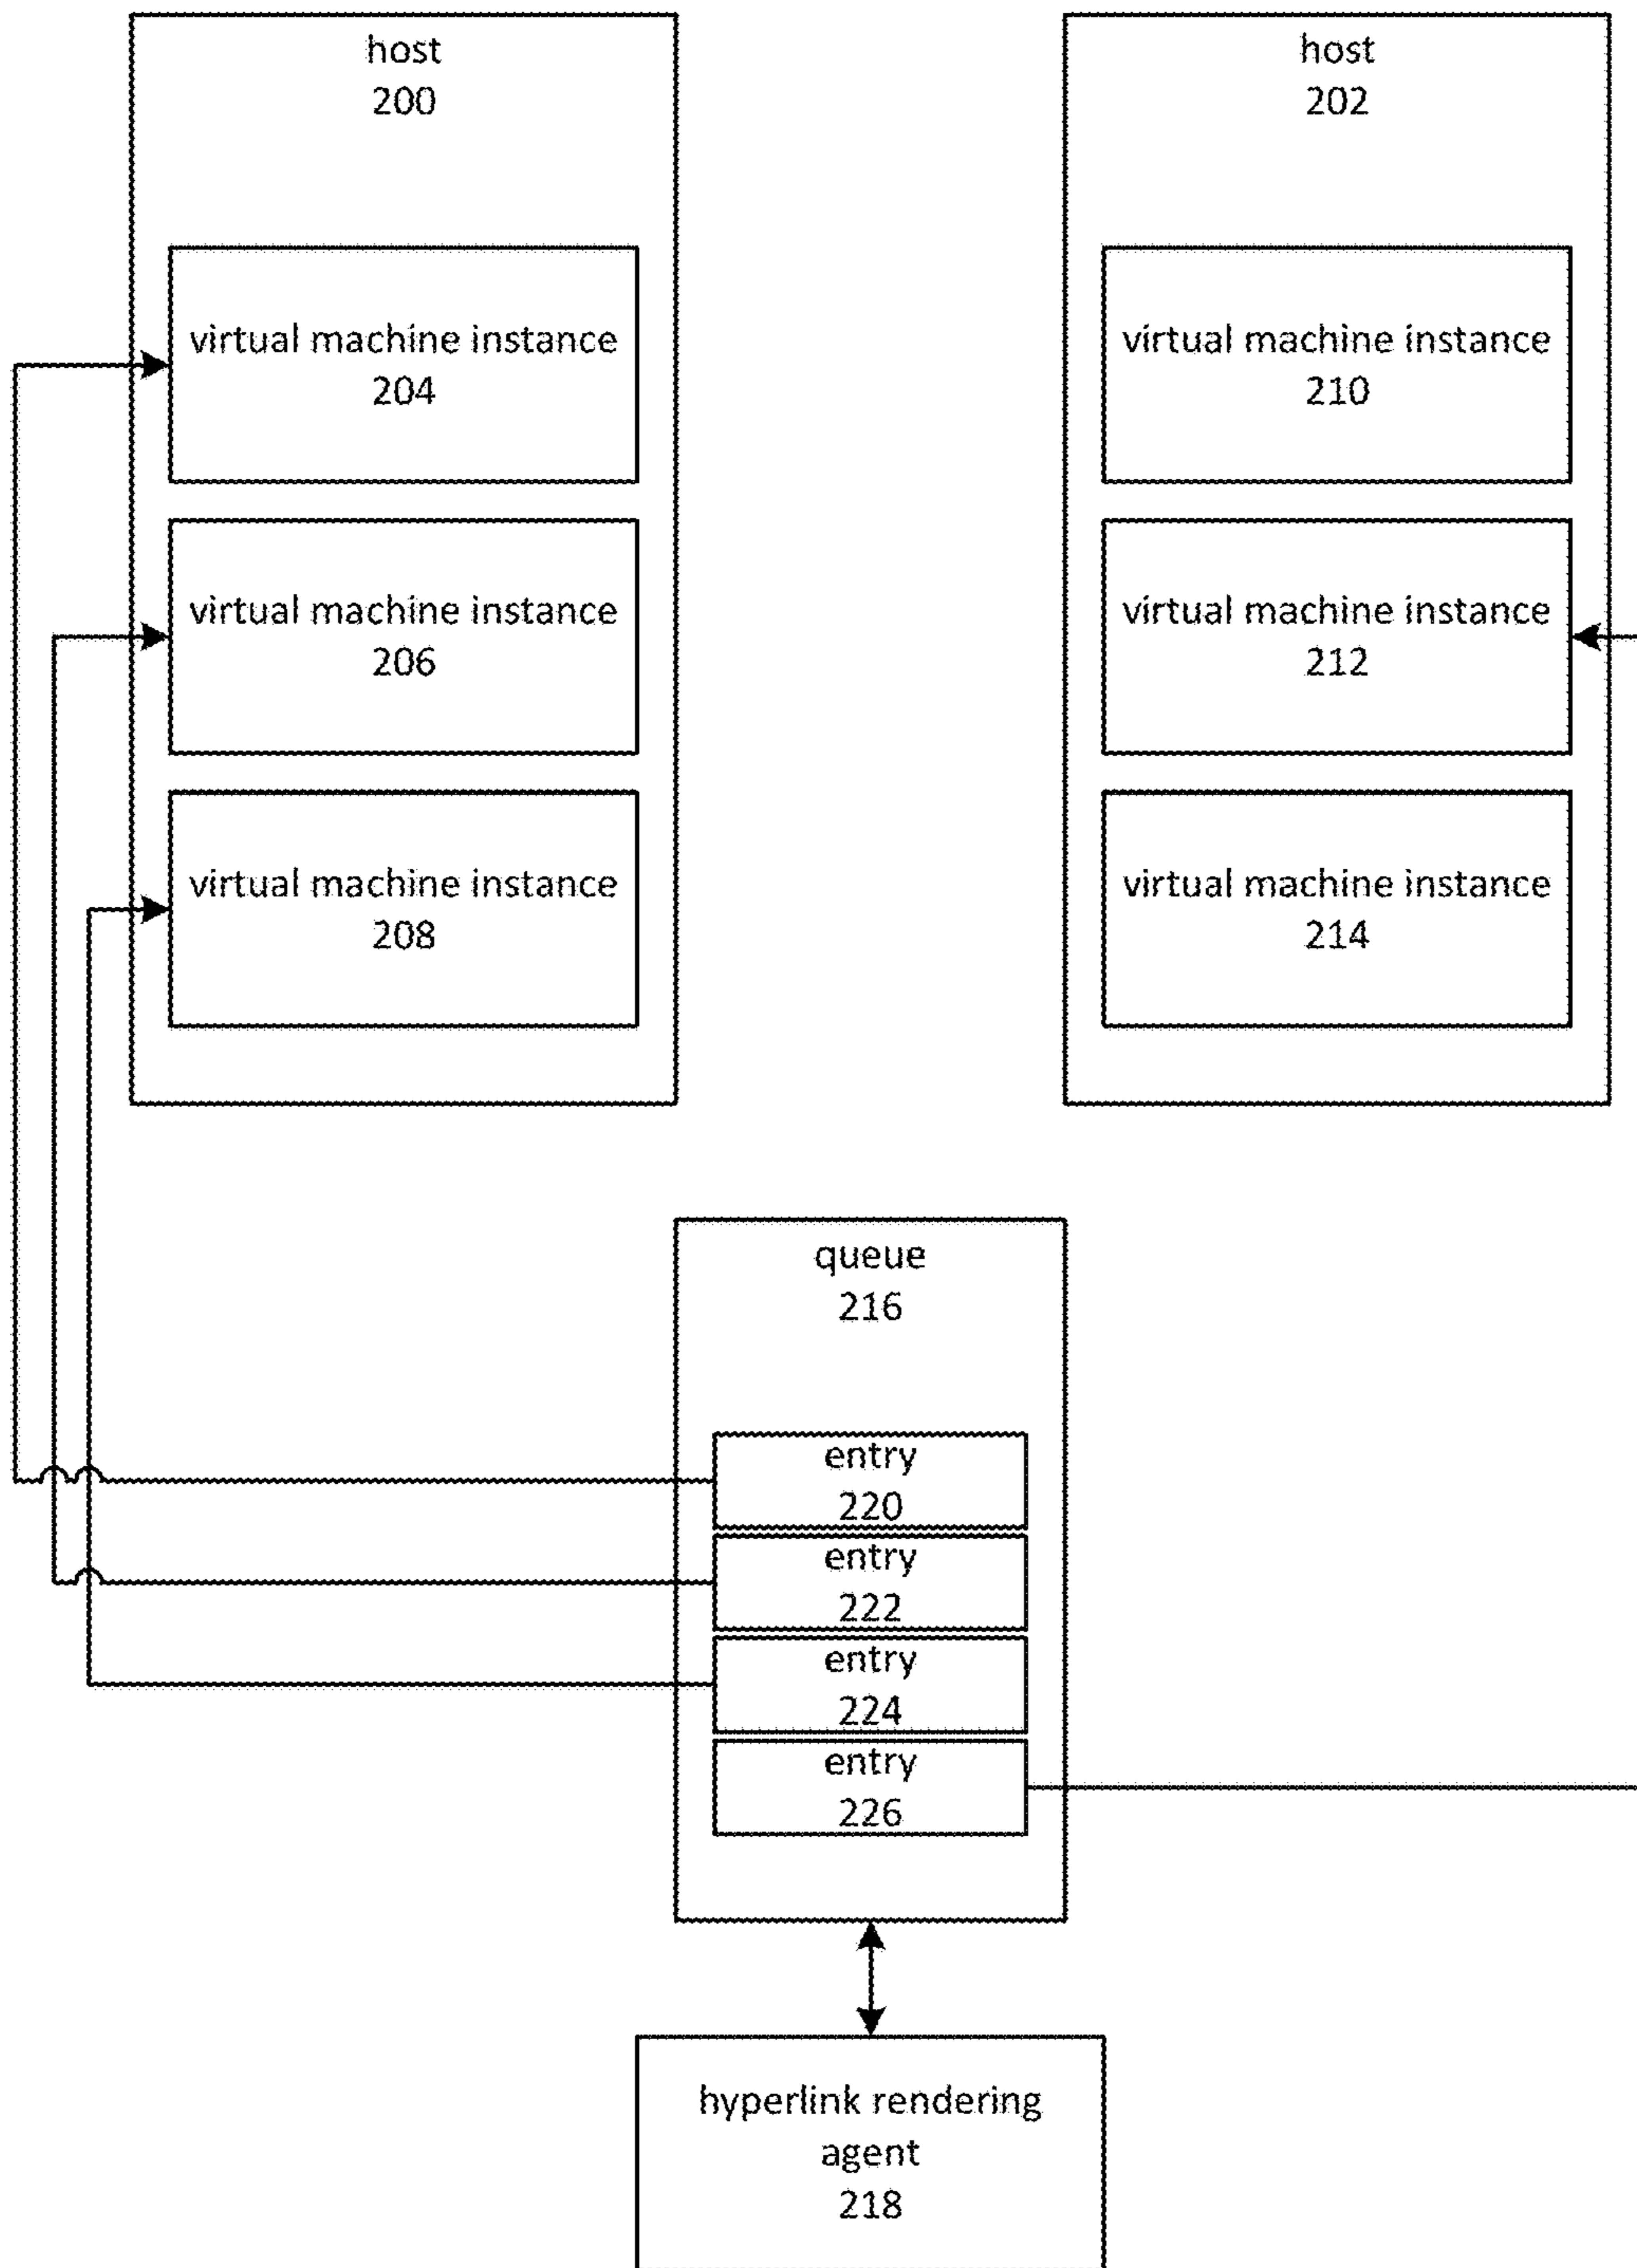 host
200
virtual machine instance
204
virtual machine instance
206
virtual machine instance
208
host
202
virtual machine instance
210
virtual machine instance
212
virtual machine instance
214
queue
216
entry
220
entry
222
entry
224
entry
226
hyperlink rendering
agent
218